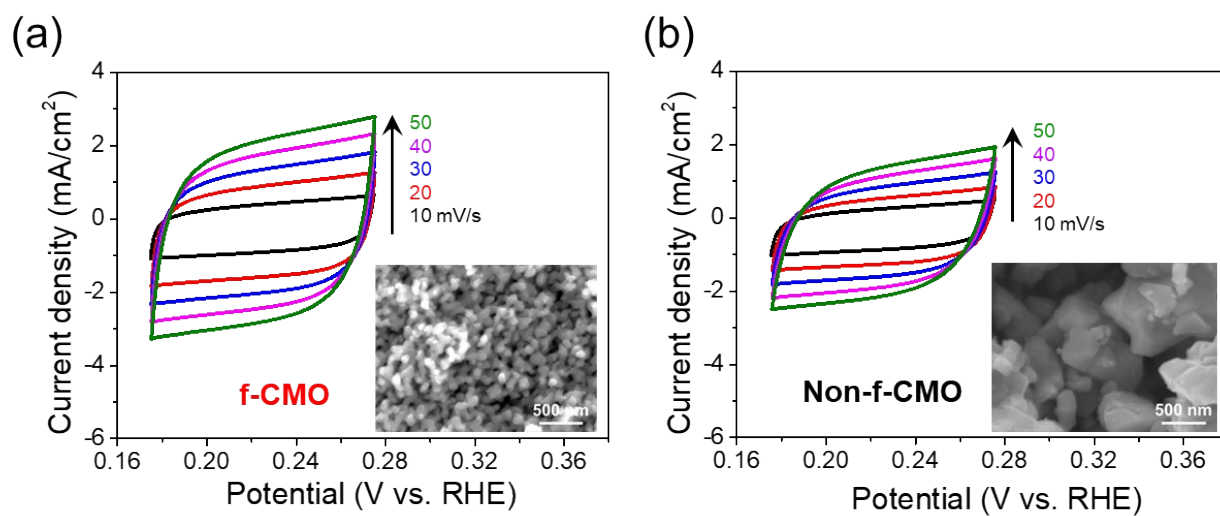 (a)
Current density (mA/cm²)
4
2
0
-2
-4
-6
50
40
30
20
10 mV/s
f-CMO
500 nm
0.16
0.20
0.24
0.28
0.32
0.36
Potential (V vs. RHE)
(b)
Current density (mA/cm²)
4
2
0
-2
-4
-6
50
40
30
20
10 mV/s
Non-f-CMO
500 nm
0.16
0.20
0.24
0.28
0.32
0.36
Potential (V vs. RHE)